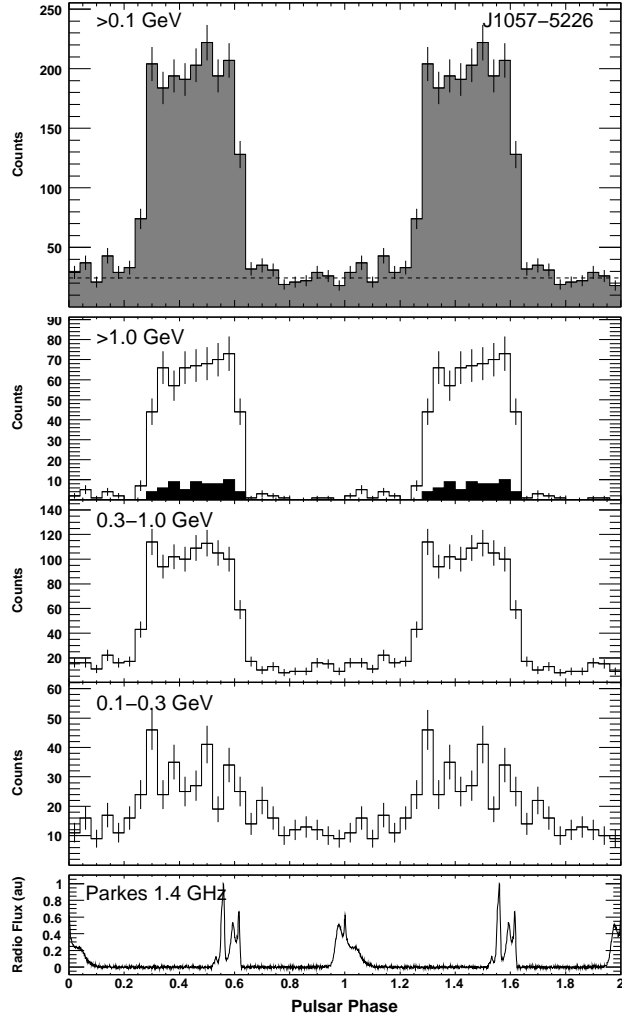 >0.1 GeV J1057−5226
250
200
150
100
50
Counts
>1.0 GeV
90
80
70
60
50
40
30
20
10
Counts
0.3−1.0 GeV
140
120
100
80
60
40
20
Counts
0.1−0.3 GeV
60
50
40
30
20
10
Counts
Parkes 1.4 GHz
1
0.8
0.6
0.4
0.2
0
Radio Flux (au)
0 0.2 0.4 0.6 0.8 1 1.2 1.4 1.6 1.8 2
Pulsar Phase